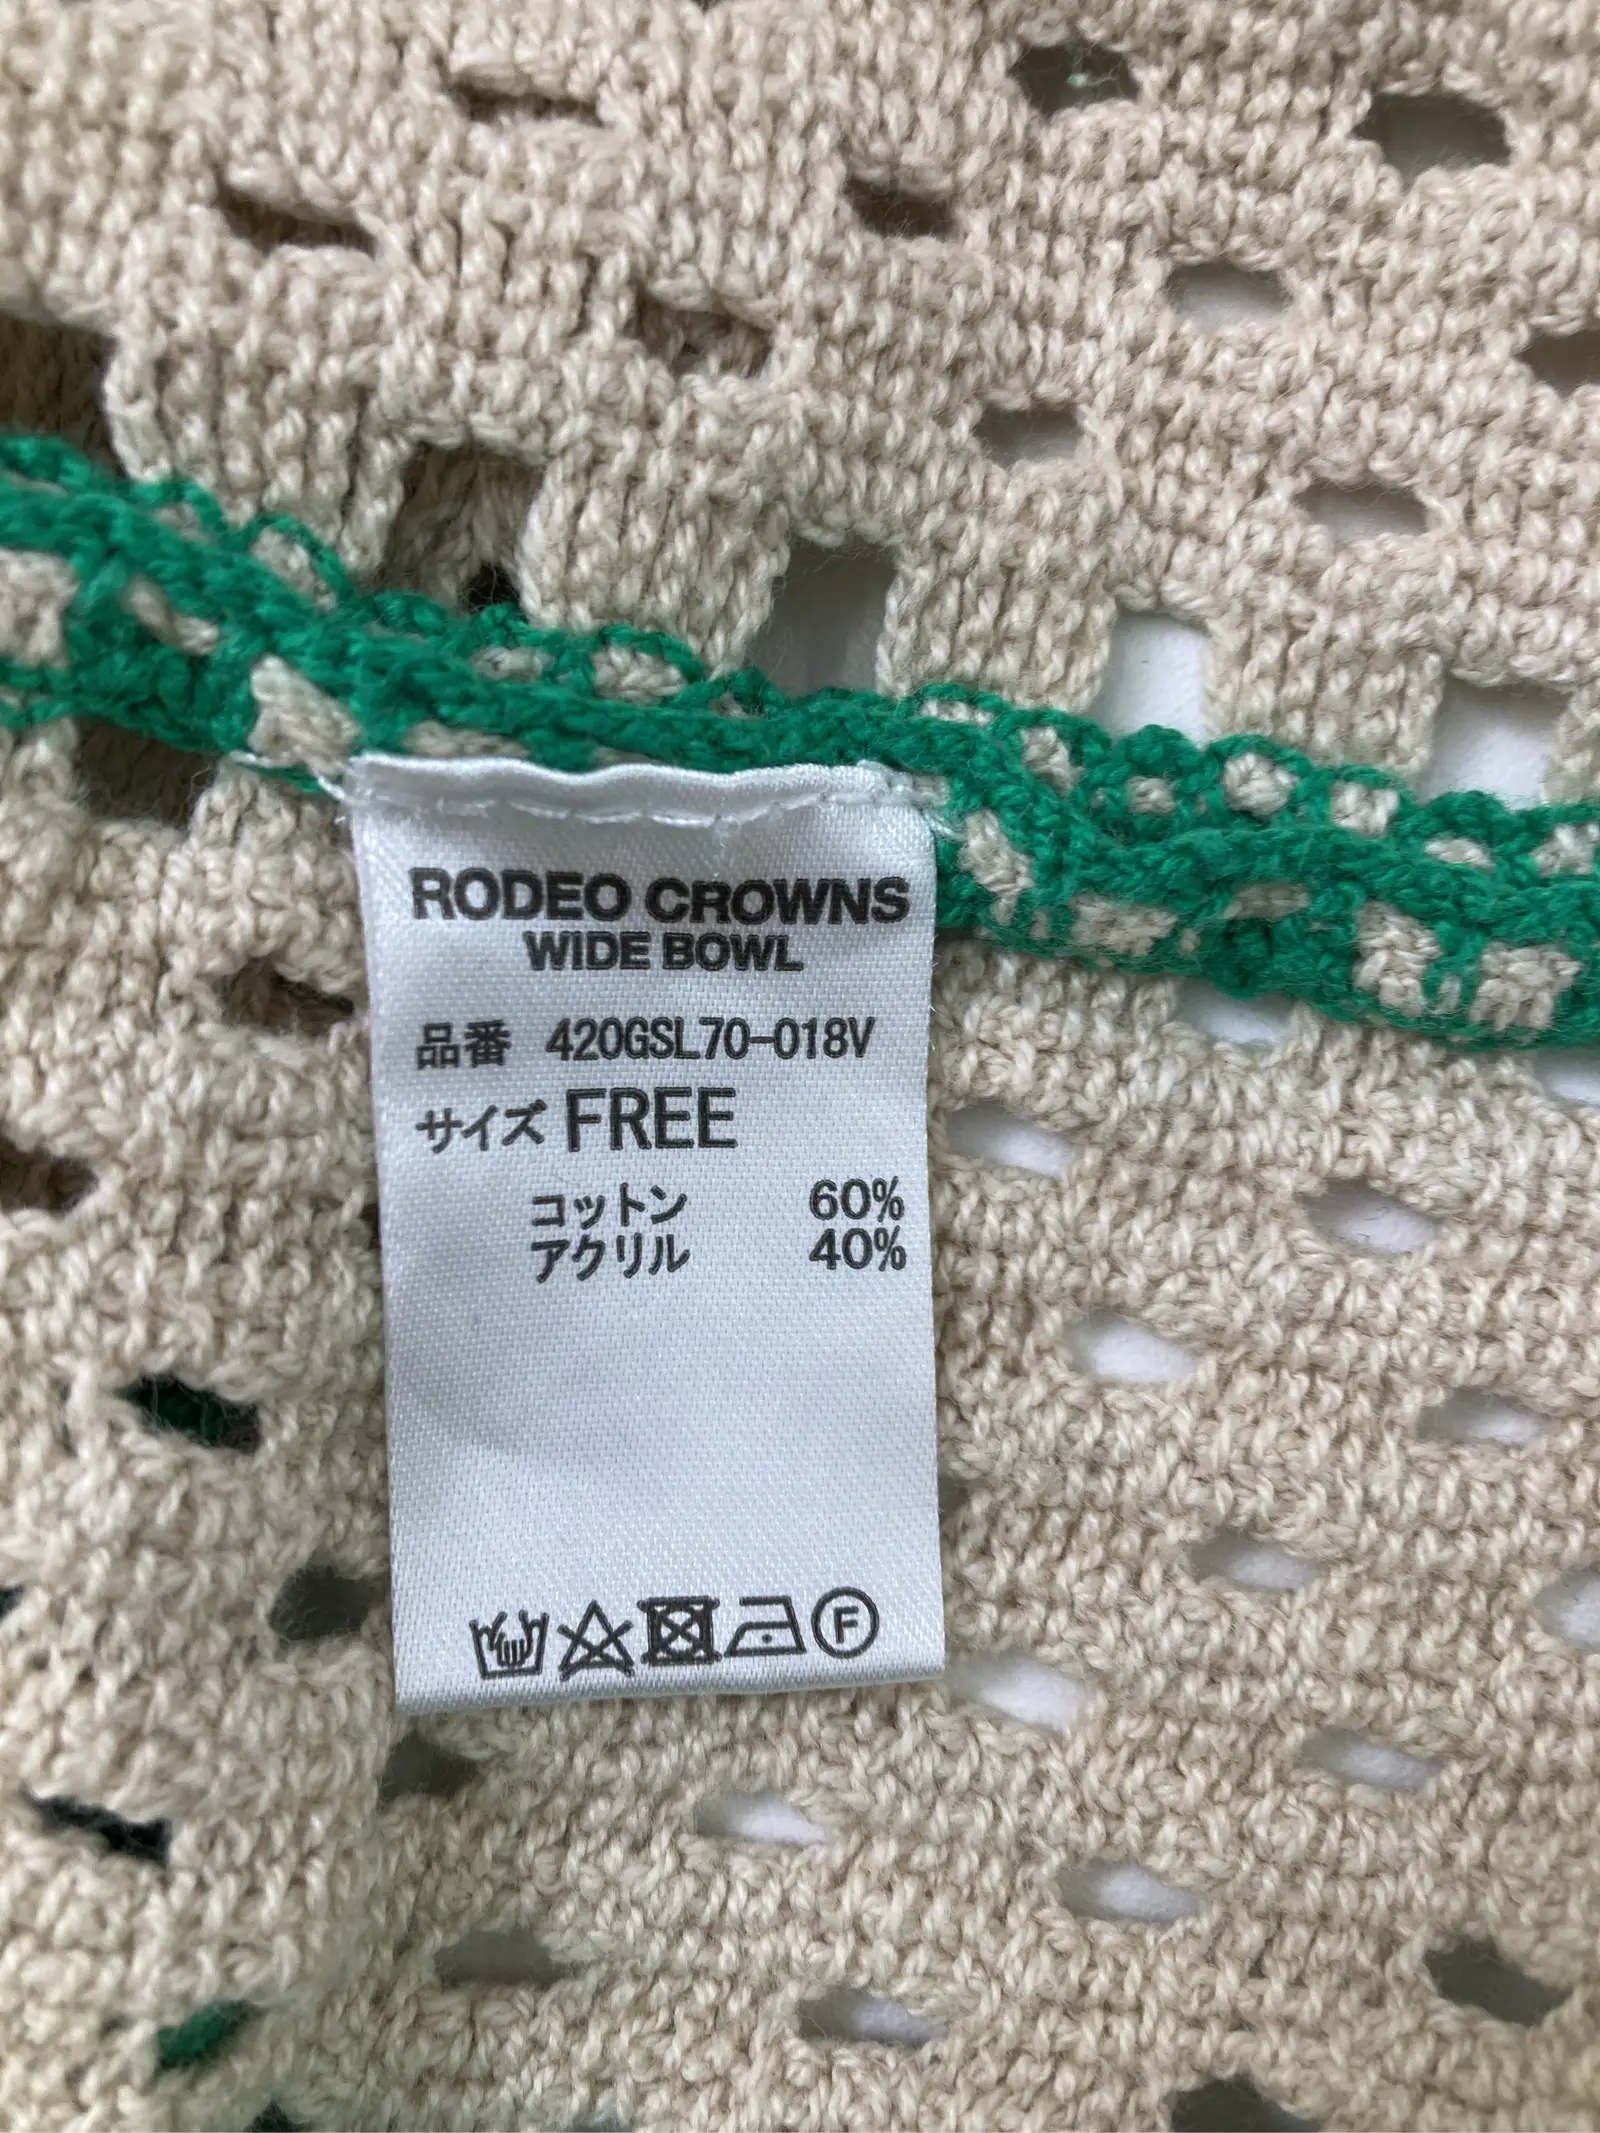 RODEO CROWNS
WIDE BOWL
品番 420GSL70-018V
サイズ FREE
コットン 60%
アクリル 40%
F